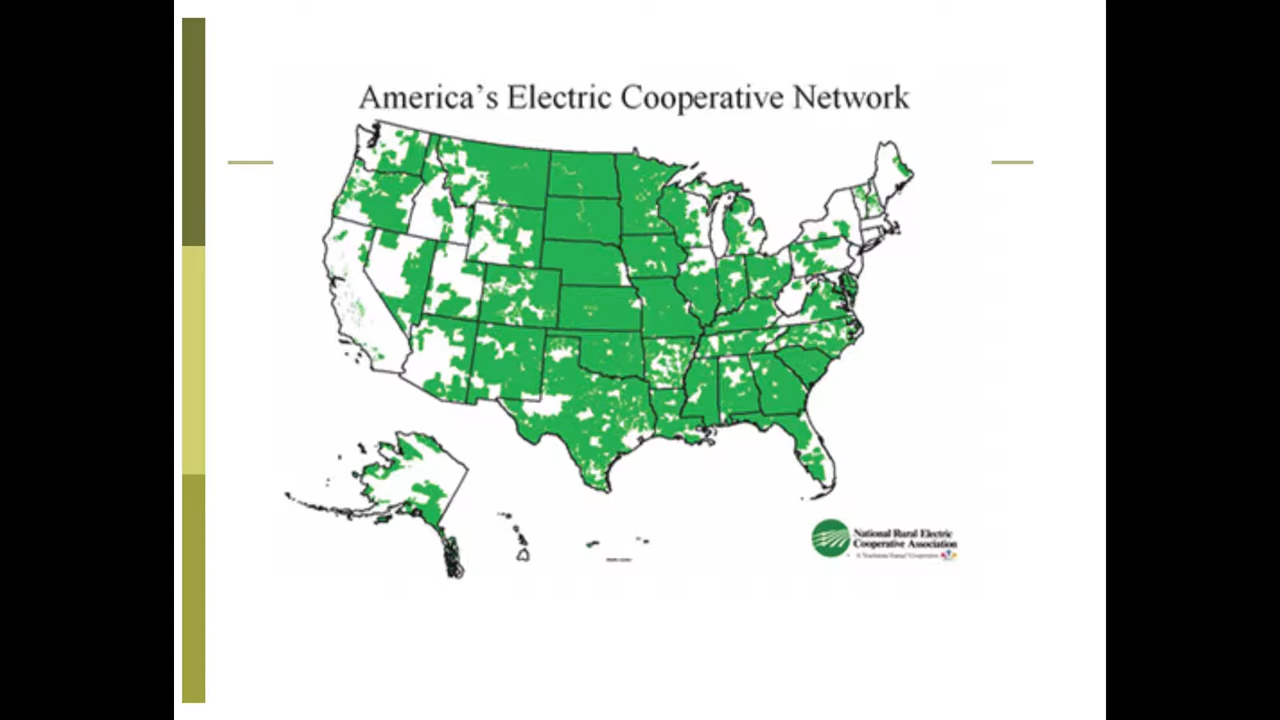 America's Electric Cooperative Network
National Rural Electric
Cooperative Association